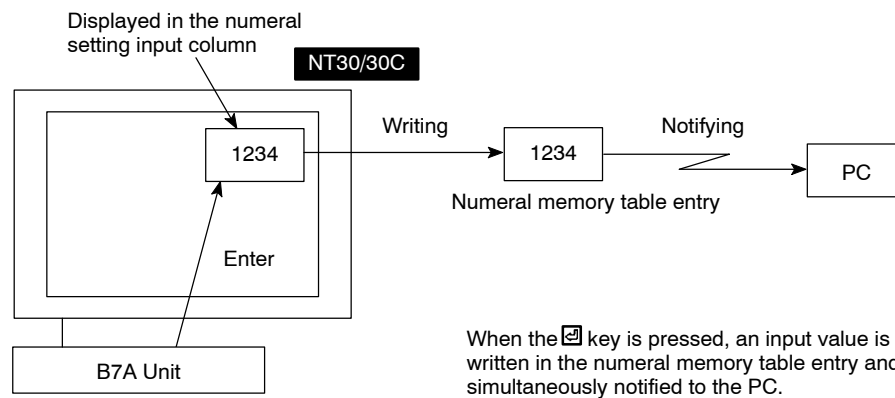 Displayed in the numeral
setting input column
NT30/30C
Writing
Notifying
1234
1234
PC
Numeral memory table entry
Enter
B7A Unit
When the key is pressed, an input value is
written in the numeral memory table entry and
simultaneously notified to the PC.